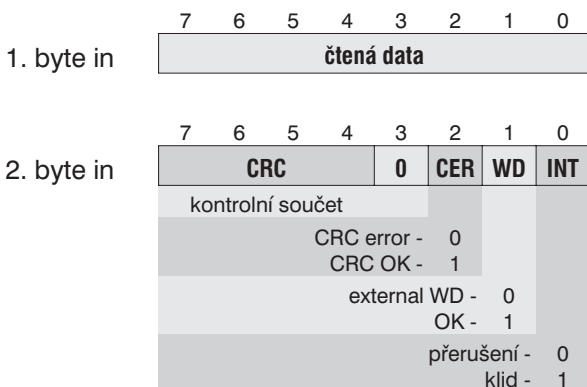 7 6 5 4 3 2 1 0
1. byte in čtená data
7 6 5 4 3 2 1 0
2. byte in CRC 0 CER WD INT
kontrolní součet
CRC error - 0
CRC OK - 1
external WD - 0
OK - 1
přerušení - 0
klid - 1